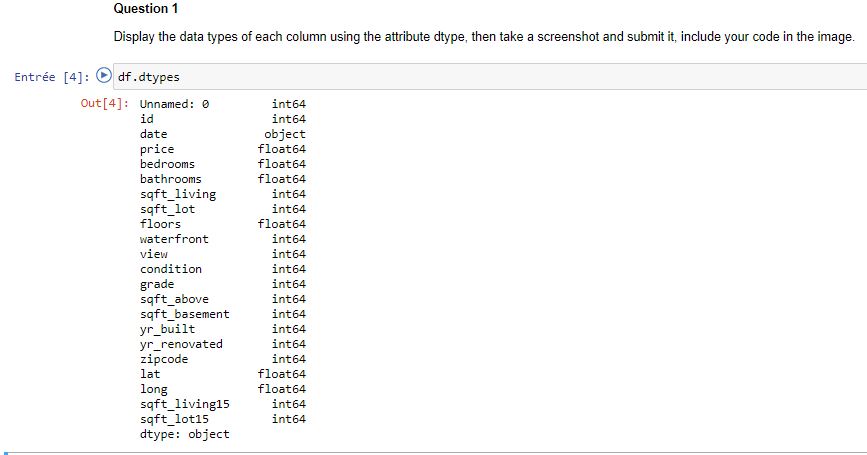 Question 1
Display the data types of each column using the attribute dtype, then take a screenshot and submit it, include your code in the image.
Entrée [4]: df.dtypes
Out[4]: Unnamed: 0 int64
id int64
date object
price float64
bedrooms float64
bathrooms float64
sqft_living int64
sqft_lot int64
floors float64
waterfront int64
view int64
condition int64
grade int64
sqft_above int64
sqft_basement int64
yr_built int64
yr_renovated int64
zipcode int64
lat float64
long float64
sqft_living15 int64
sqft_lot15 int64
dtype: object